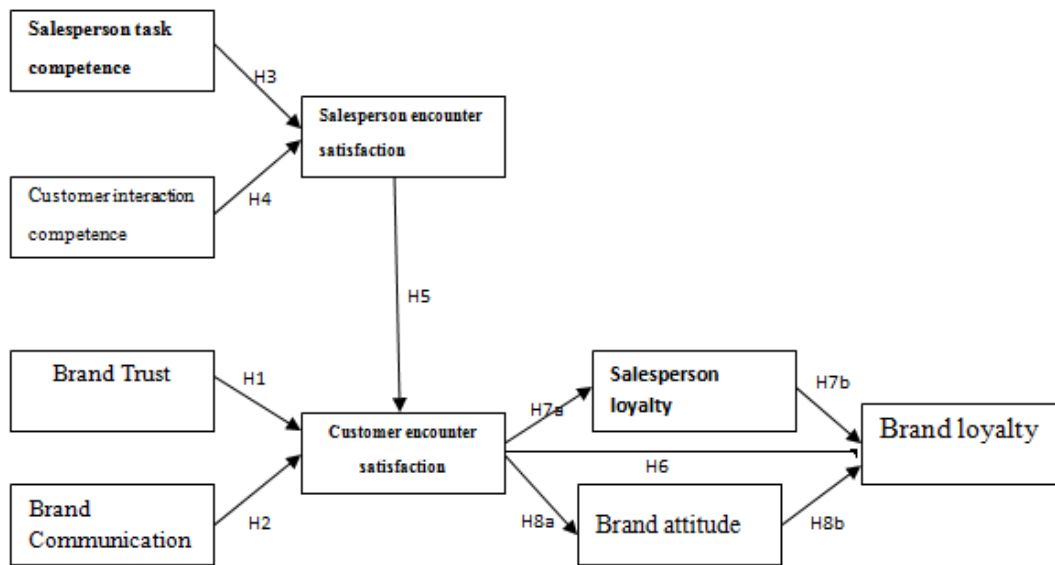 Salesperson task
competence
H3
Salesperson encounter
satisfaction
Customer interaction
competence
H4
H5
Brand Trust
H1
Customer encounter
satisfaction
Brand
Communication
H2
H7a
Salesperson
loyalty
H7b
H6
Brand loyalty
H8a
Brand attitude
H8b